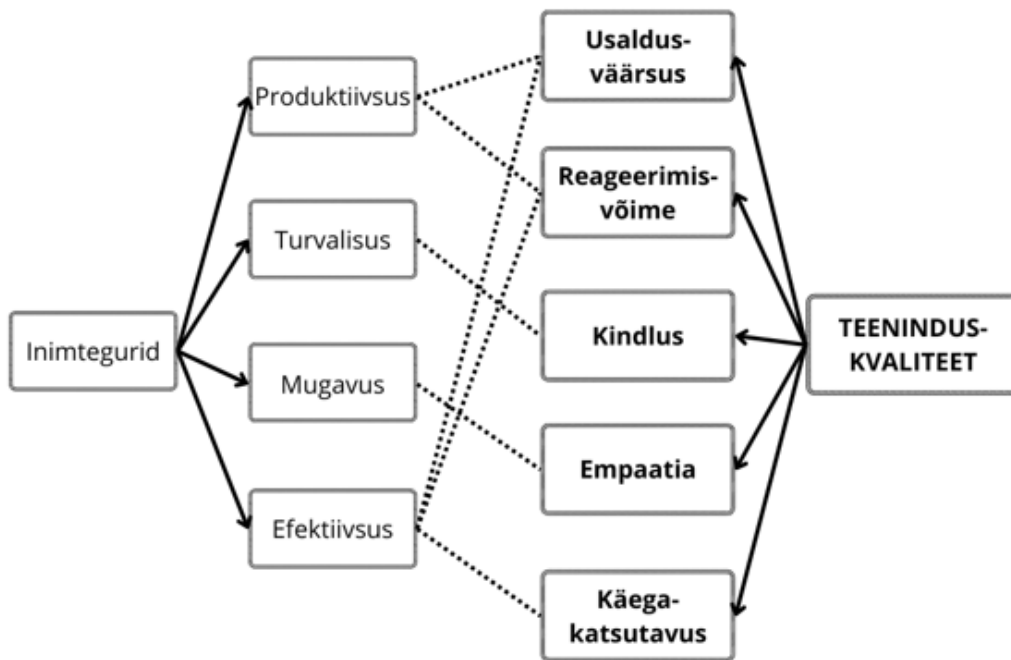 Inimtegurid
Produktiivsus
Turvalisus
Mugavus
Efektiivsus
Usaldus-
väärsus
Reageerimis-
võime
Kindlus
Empaatia
Käega-
katsutavus
TEENINDUS-
KVALITEET